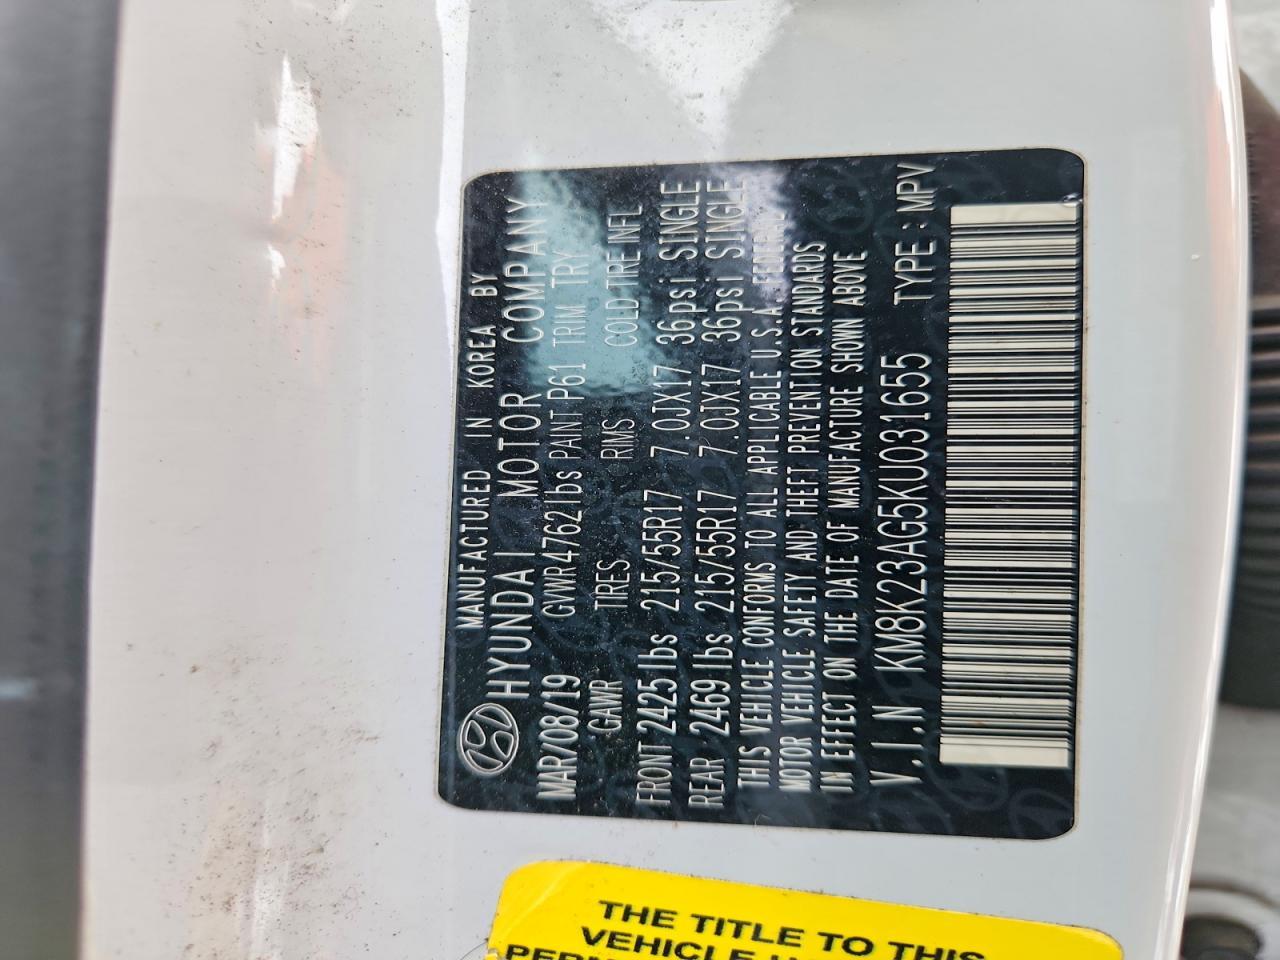 MANUFACTURED IN KOREA BY
HYUNDAI MOTOR COMPANY
MAR/08/19 GVWR 4762lbs PAINT P61 TRIM TRY
GAWR TIRES RIMS COLD TIRE INFL
FRONT 2425 lbs 215/55R17 7.0JX17 36psi SINGLE
REAR 2469 lbs 215/55R17 7.0JX17 36psi SINGLE
THIS VEHICLE CONFORMS TO ALL APPLICABLE U.S.A. FEDERAL
MOTOR VEHICLE SAFETY AND THEFT PREVENTION STANDARDS
IN EFFECT ON THE DATE OF MANUFACTURE SHOWN ABOVE
V.I.N KM8K23AG5KU031655 TYPE : MPV
THE TITLE TO THIS
VEHICLE